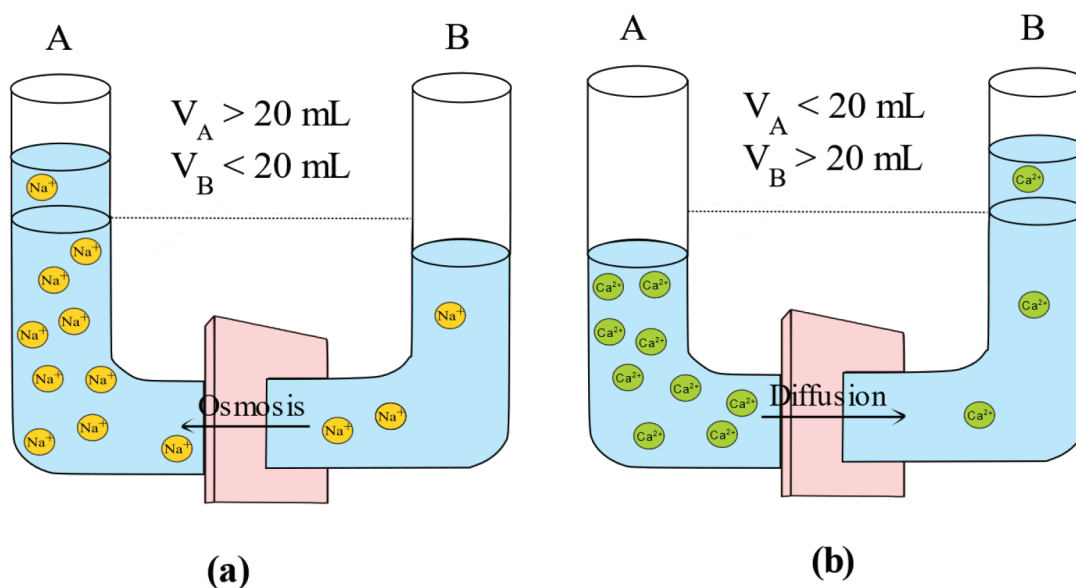 A
B
V_A > 20 mL
V_B < 20 mL
Na⁺
Na⁺
Na⁺
Na⁺
Na⁺
Na⁺
Na⁺
Na⁺
Na⁺
Na⁺
Osmosis
Na⁺
Na⁺
Na⁺
(a)
A
B
V_A < 20 mL
V_B > 20 mL
Ca²⁺
Ca²⁺
Ca²⁺
Ca²⁺
Ca²⁺
Ca²⁺
Ca²⁺
Ca²⁺
Ca²⁺
Diffusion
Ca²⁺
Ca²⁺
Ca²⁺
(b)